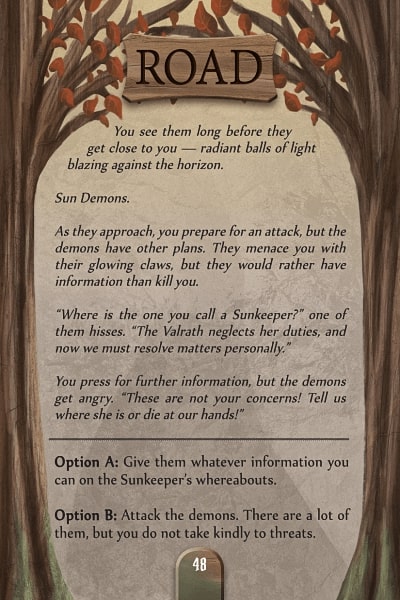 ROAD
You see them long before they
get close to you — radiant balls of light
blazing against the horizon.
Sun Demons.
As they approach, you prepare for an attack, but the
demons have other plans. They menace you with
their glowing claws, but they would rather have
information than kill you.
“Where is the one you call a Sunkeeper?” one of
them hisses. “The Valrath neglects her duties, and
now we must resolve matters personally.”
You press for further information, but the demons
get angry. “These are not your concerns! Tell us
where she is or die at our hands!”
Option A: Give them whatever information you
can on the Sunkeeper’s whereabouts.
Option B: Attack the demons. There are a lot of
them, but you do not take kindly to threats.
48